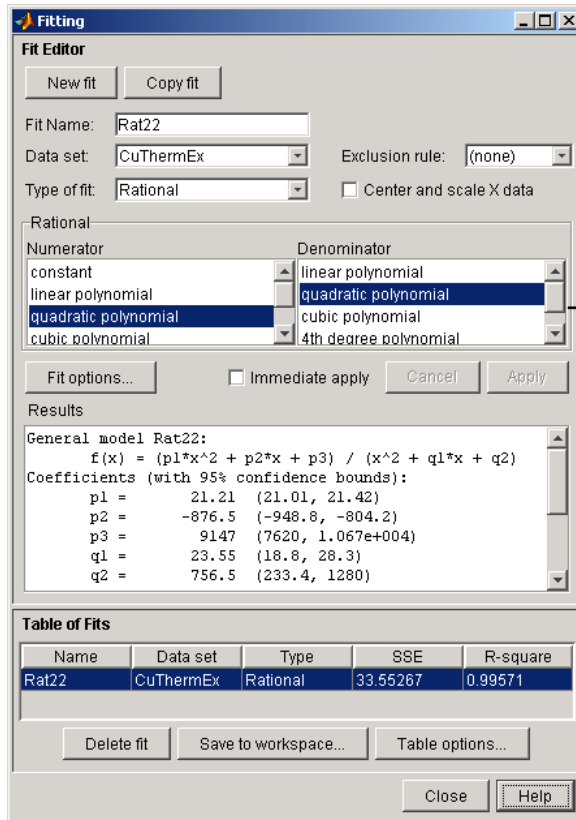 Fitting
Fit Editor
New fit Copy fit
Fit Name: Rat22
Data set: CuThermEx Exclusion rule: (none)
Type of fit: Rational Center and scale X data
Rational
Numerator Denominator
constant linear polynomial
linear polynomial quadratic polynomial
quadratic polynomial cubic polynomial
cubic polynomial 4th degree polynomial
Fit options... Immediate apply Cancel Apply
Results
General model Rat22:
f(x) = (p1*x^2 + p2*x + p3) / (x^2 + q1*x + q2)
Coefficients (with 95% confidence bounds):
p1 = 21.21 (21.01, 21.42)
p2 = -876.5 (-948.8, -804.2)
p3 = 9147 (7620, 1.067e+004)
q1 = 23.55 (18.8, 28.3)
q2 = 756.5 (233.4, 1280)
Table of Fits
Name Data set Type SSE R-square
Rat22 CuThermEx Rational 33.55267 0.99571
Delete fit Save to workspace... Table options...
Close Help